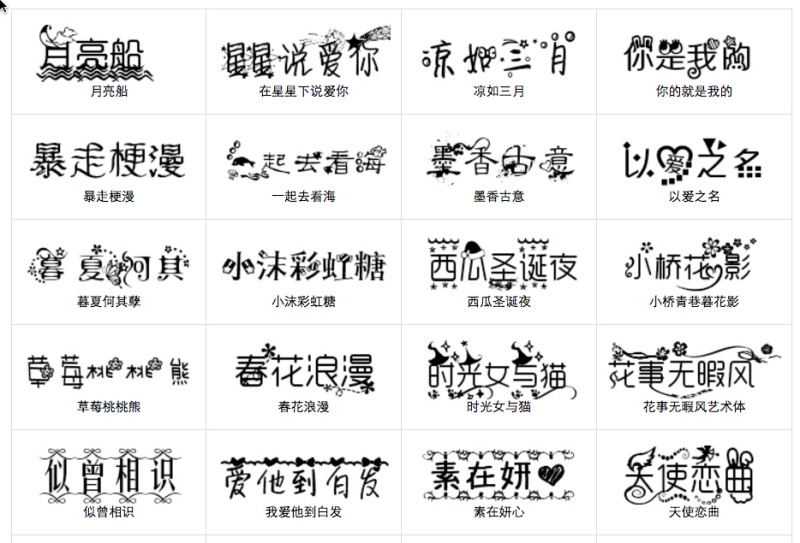 月亮船
星星说爱你
凉如三月
你是我的
月亮船
在星星下说爱你
凉如三月
你的就是我的
暴走梗漫
一起去看海
墨香古意
以爱之名
暴走梗漫
一起去看海
墨香古意
以爱之名
暮夏何其
小沫彩虹糖
西瓜圣诞夜
小桥花影
暮夏何其孽
小沫彩虹糖
西瓜圣诞夜
小桥青巷暮花影
草莓桃桃熊
春花浪漫
时光女与猫
花事无暇风
草莓桃桃熊
春花浪漫
时光女与猫
花事无暇风艺术体
似曾相识
爱他到白发
素在妍
天使恋曲
似曾相识
我爱他到白发
素在妍心
天使恋曲